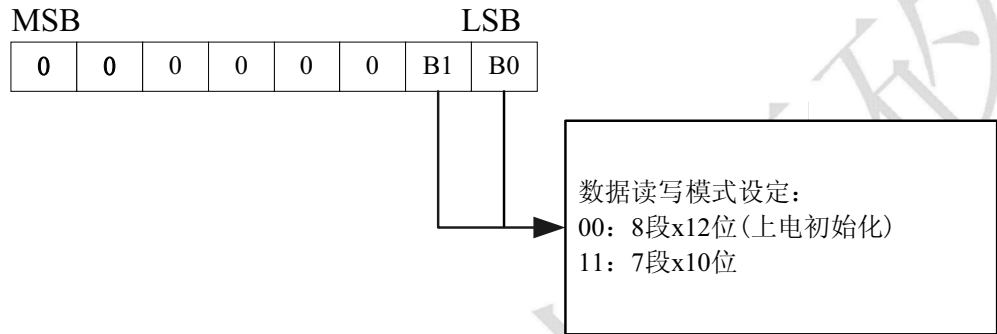 MSB LSB
0 0 0 0 0 0 B1 B0
数据读写模式设定:
00: 8段x12位(上电初始化)
11: 7段x10位